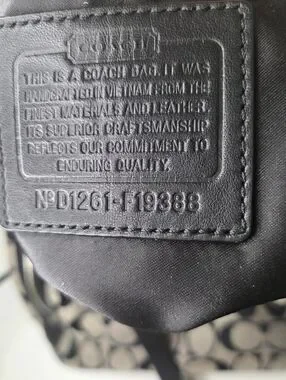 COACH
THIS IS A COACH BAG. IT WAS
HANDCRAFTED IN VIETNAM FROM THE
FINEST MATERIALS AND LEATHER.
ITS SUPERIOR CRAFTSMANSHIP
REFLECTS OUR COMMITMENT TO
ENDURING QUALITY.
Nº D1261-F19388